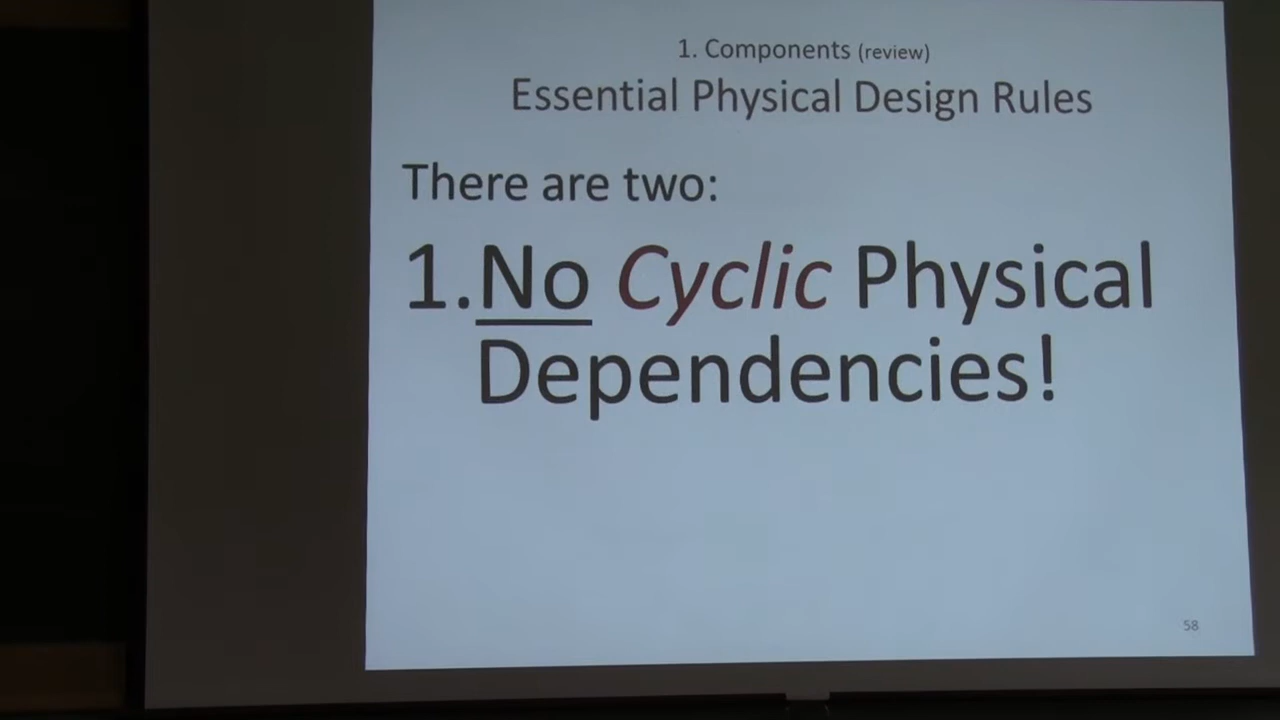 1. Components (review)
Essential Physical Design Rules
There are two:
1. No Cyclic Physical
Dependencies!
58